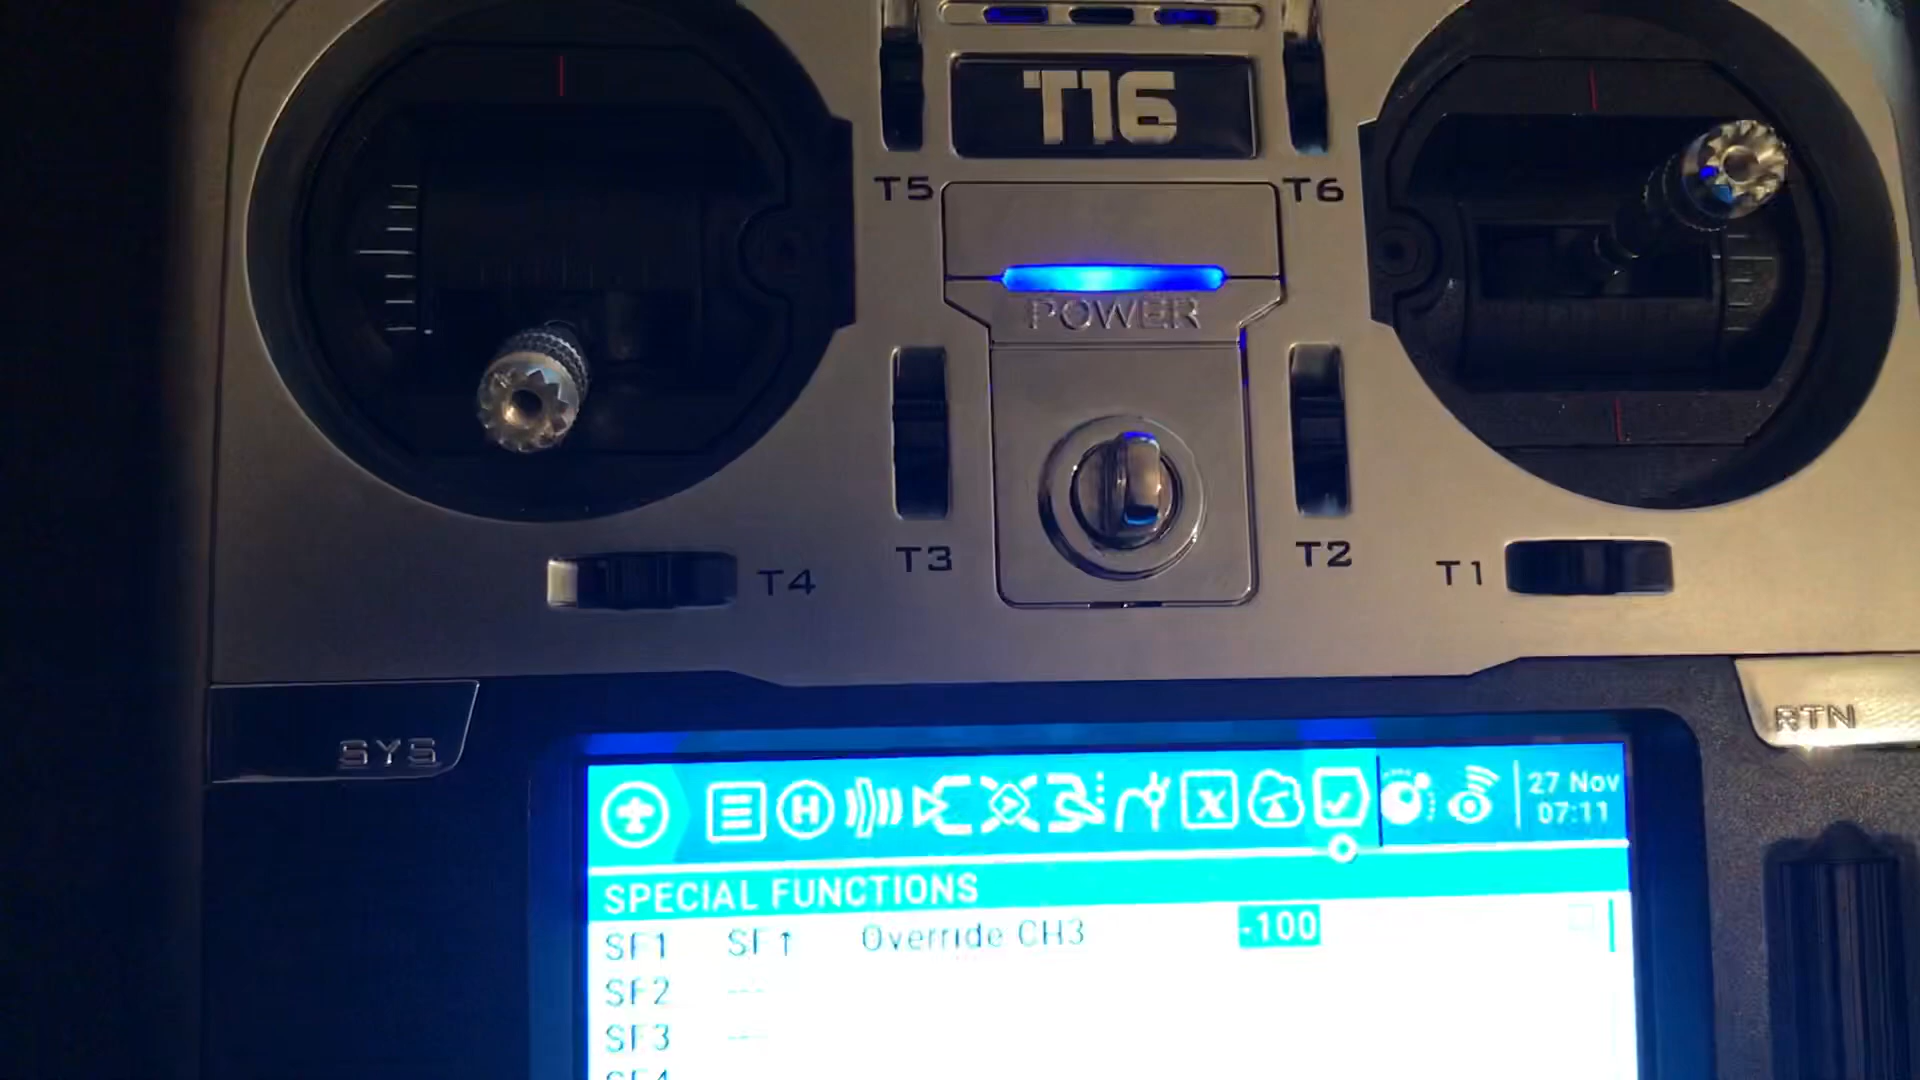 T16
T5
T6
POWER
T3
T2
T4
T1
SYS
RTN
27 Nov
07:11
SPECIAL FUNCTIONS
SF1 SF↑ Override CH3 -100
SF2 ---
SF3 ---
SF4